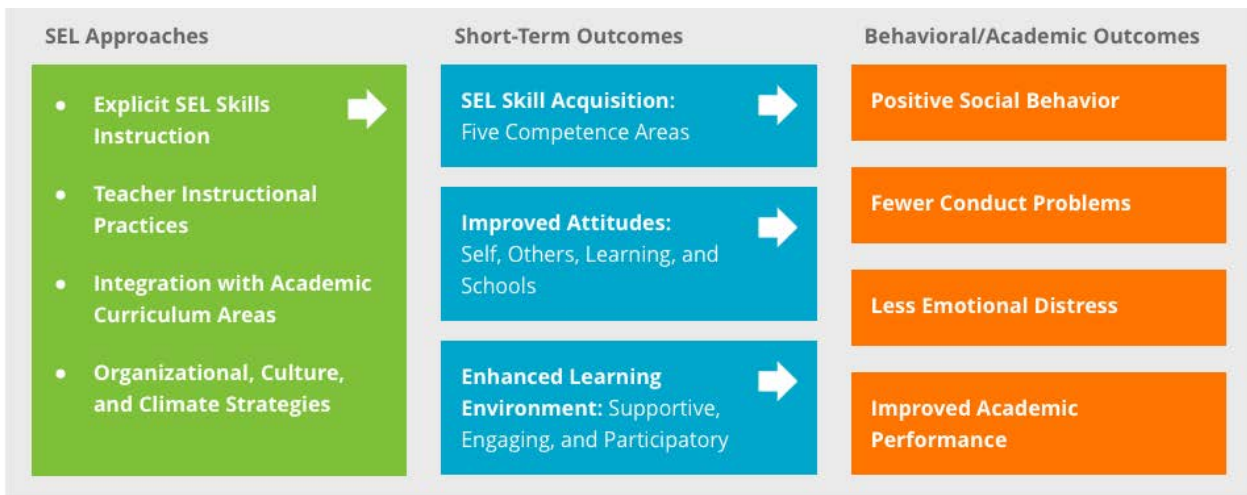 SEL Approaches
● Explicit SEL Skills
Instruction
● Teacher Instructional
Practices
● Integration with Academic
Curriculum Areas
● Organizational, Culture,
and Climate Strategies
Short-Term Outcomes
SEL Skill Acquisition:
Five Competence Areas
Improved Attitudes:
Self, Others, Learning, and
Schools
Enhanced Learning
Environment: Supportive,
Engaging, and Participatory
Behavioral/Academic Outcomes
Positive Social Behavior
Fewer Conduct Problems
Less Emotional Distress
Improved Academic
Performance